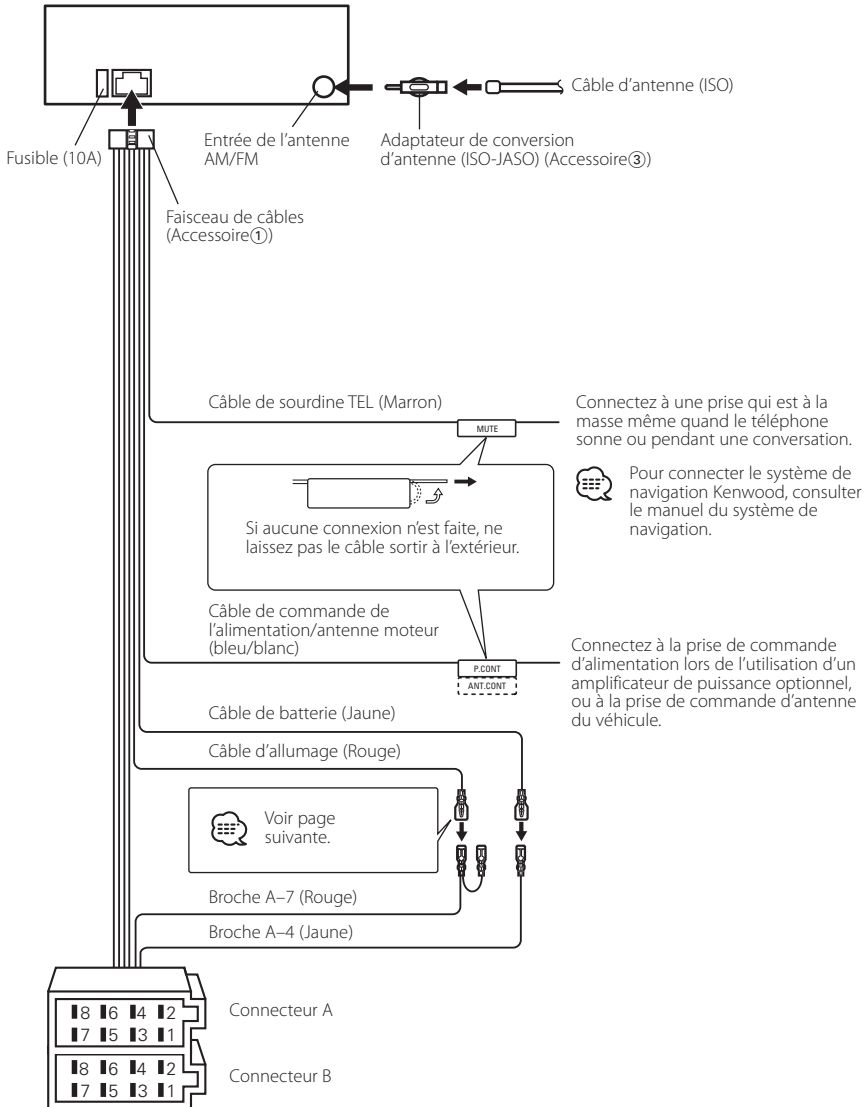 Câble d'antenne (ISO)
Fusible (10A)
Entrée de l'antenne
AM/FM
Adaptateur de conversion
d'antenne (ISO-JASO) (Accessoire③)
Faisceau de câbles
(Accessoire①)
Câble de sourdine TEL (Marron)
MUTE
Connectez à une prise qui est à la
masse même quand le téléphone
sonne ou pendant une conversation.
Pour connecter le système de
navigation Kenwood, consulter
le manuel du système de
navigation.
Si aucune connexion n'est faite, ne
laissez pas le câble sortir à l'extérieur.
Câble de commande de
l'alimentation/antenne moteur
(bleu/blanc)
P.CONT
ANT.CONT
Connectez à la prise de commande
d'alimentation lors de l'utilisation d'un
amplificateur de puissance optionnel,
ou à la prise de commande d'antenne
du véhicule.
Câble de batterie (Jaune)
Câble d'allumage (Rouge)
Voir page
suivante.
Broche A–7 (Rouge)
Broche A–4 (Jaune)
8 6 4 2
7 5 3 1
Connecteur A
8 6 4 2
7 5 3 1
Connecteur B